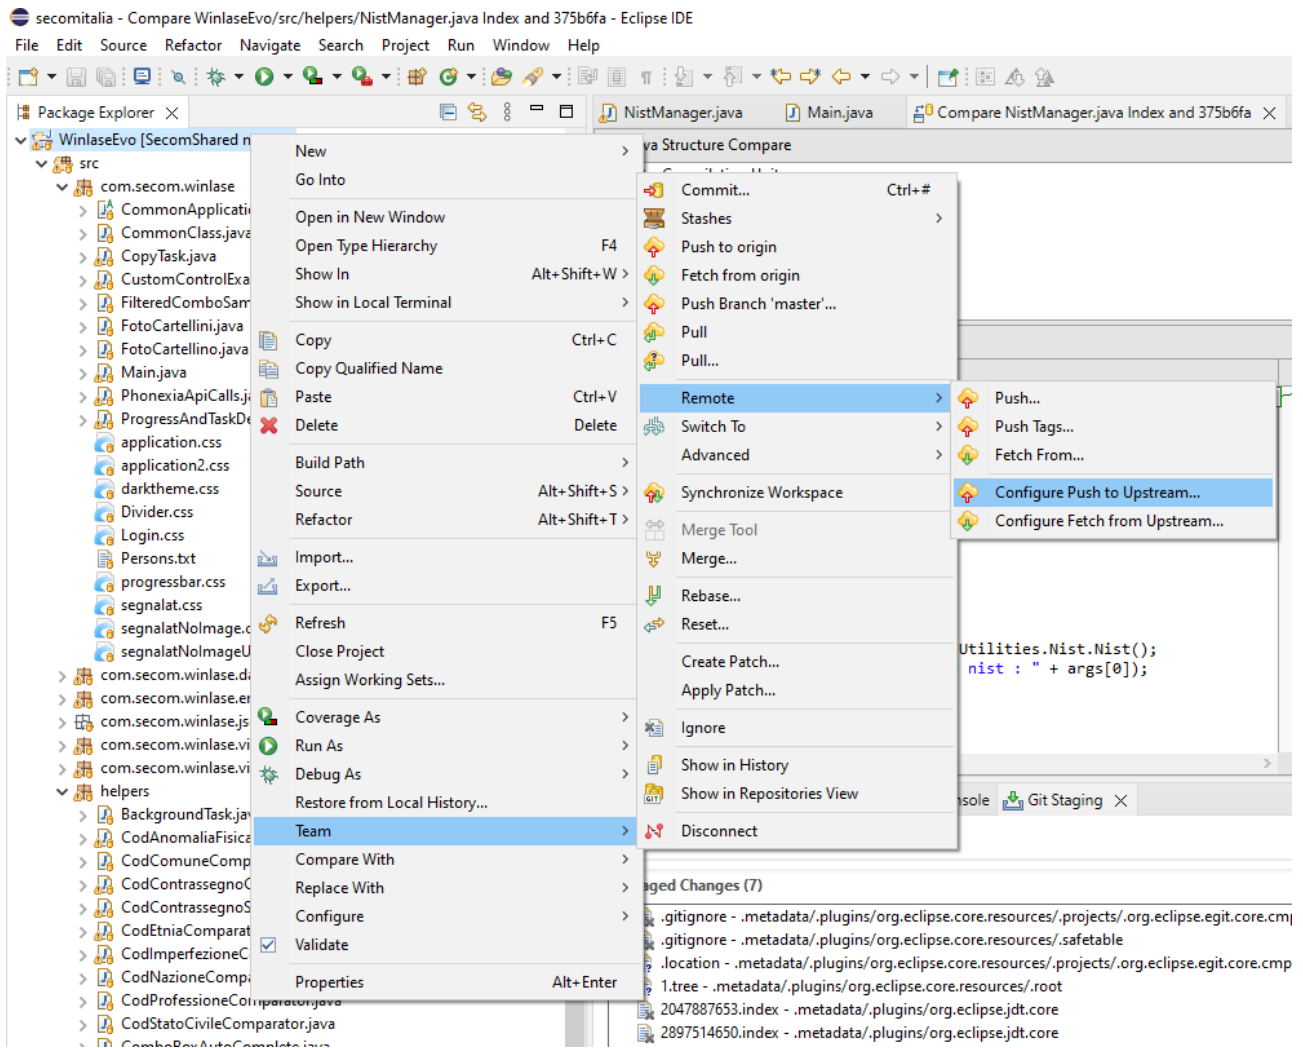 secomitalia - Compare WinlaseEvo/src/helpers/NistManager.java Index and 375b6fa - Eclipse IDE
File Edit Source Refactor Navigate Search Project Run Window Help
Package Explorer
NistManager.java
Main.java
Compare NistManager.java Index and 375b6fa
WinlaseEvo [SecomShared
src
com.secom.winlase
CommonApplicati
CommonClass.java
CopyTask.java
CustomControlExa
FilteredComboSam
FotoCartellini.java
FotoCartellino.java
Main.java
PhonexiaApiCalls.ja
ProgressAndTaskDe
application.css
application2.css
darktheme.css
Divider.css
Login.css
Persons.txt
progressbar.css
segnalat.css
segnalatNoImage.c
segnalatNoImageU
com.secom.winlase.da
com.secom.winlase.er
com.secom.winlase.js
com.secom.winlase.vi
com.secom.winlase.vi
helpers
BackgroundTask.jav
CodAnomaliaFisica
CodComuneComp
CodContrassegnoC
CodContrassegnoS
CodEtniaComparat
CodImperfezioneC
CodNazioneCompa
CodProfessioneComparator.java
CodStatoCivileComparator.java
ComboBoxAutoComplete.java
New
Go Into
Open in New Window
Open Type Hierarchy F4
Show In Alt+Shift+W
Show in Local Terminal
Copy Ctrl+C
Copy Qualified Name
Paste Ctrl+V
Delete Delete
Build Path
Source Alt+Shift+S
Refactor Alt+Shift+T
Import...
Export...
Refresh F5
Close Project
Assign Working Sets...
Coverage As
Run As
Debug As
Restore from Local History...
Team
Compare With
Replace With
Configure
Validate
Properties Alt+Enter
va Structure Compare
Commit... Ctrl+#
Stashes
Push to origin
Fetch from origin
Push Branch 'master'...
Pull
Pull...
Remote
Switch To
Advanced
Synchronize Workspace
Merge Tool
Merge...
Rebase...
Reset...
Create Patch...
Apply Patch...
Ignore
Show in History
Show in Repositories View
GIT
Disconnect
Push...
Push Tags...
Fetch From...
Configure Push to Upstream...
Configure Fetch from Upstream...
Utilities.Nist.Nist();
nist : " + args[0]);
nsole
Git Staging
aged Changes (7)
.gitignore - .metadata/.plugins/org.eclipse.core.resources/.projects/.org.eclipse.egit.core.cmp
.gitignore - .metadata/.plugins/org.eclipse.core.resources/.safetable
.location - .metadata/.plugins/org.eclipse.core.resources/.projects/.org.eclipse.egit.core.cmp
1.tree - .metadata/.plugins/org.eclipse.core.resources/.root
2047887653.index - .metadata/.plugins/org.eclipse.jdt.core
2897514650.index - .metadata/.plugins/org.eclipse.jdt.core